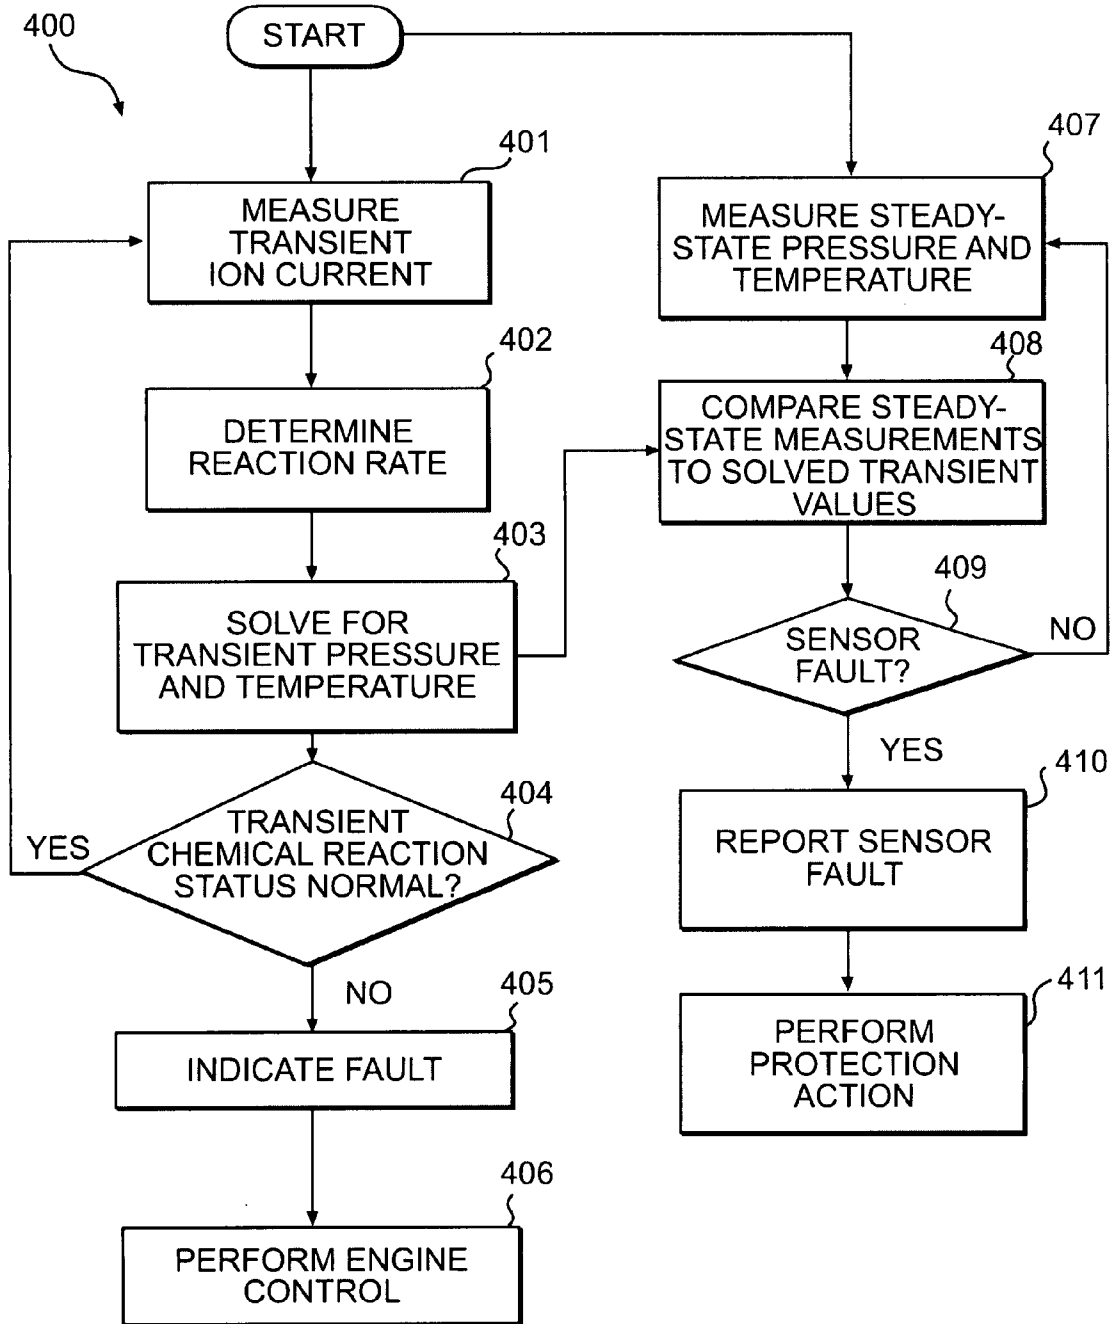 400
START
401
MEASURE
TRANSIENT
ION CURRENT
402
DETERMINE
REACTION RATE
403
SOLVE FOR
TRANSIENT PRESSURE
AND TEMPERATURE
404
TRANSIENT
CHEMICAL REACTION
STATUS NORMAL?
YES
NO
405
INDICATE FAULT
406
PERFORM ENGINE
CONTROL
407
MEASURE STEADY-
STATE PRESSURE AND
TEMPERATURE
408
COMPARE STEADY-
STATE MEASUREMENTS
TO SOLVED TRANSIENT
VALUES
409
SENSOR
FAULT?
NO
YES
410
REPORT SENSOR
FAULT
411
PERFORM
PROTECTION
ACTION